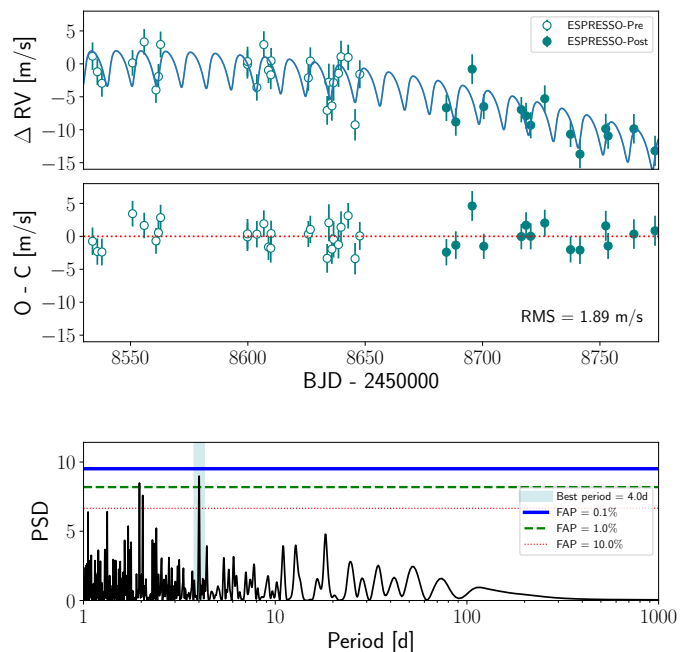 Δ RV [m/s]
5
0
−5
−10
−15
ESPRESSO-Pre
ESPRESSO-Post
O - C [m/s]
5
0
−5
−10
−15
RMS = 1.89 m/s
8550 8600 8650 8700 8750
BJD - 2450000
PSD
10
5
0
Best period = 4.0d
FAP = 0.1%
FAP = 1.0%
FAP = 10.0%
1 10 100 1000
Period [d]